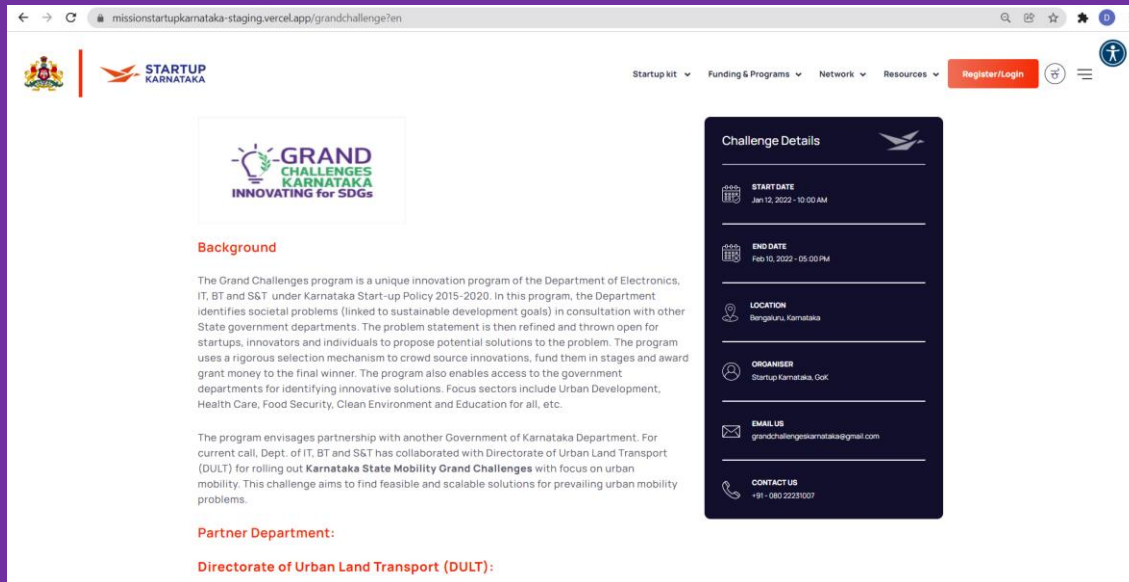 missionstartupkarnataka-staging.vercel.app/grandchallenge?en
D
STARTUP
KARNATAKA
Startup kit
Funding & Programs
Network
Resources
Register/Login
ಕ
GRAND
CHALLENGES
KARNATAKA
INNOVATING for SDGs
Background
The Grand Challenges program is a unique innovation program of the Department of Electronics,
IT, BT and S&T under Karnataka Start-up Policy 2015-2020. In this program, the Department
identifies societal problems (linked to sustainable development goals) in consultation with other
State government departments. The problem statement is then refined and thrown open for
startups, innovators and individuals to propose potential solutions to the problem. The program
uses a rigorous selection mechanism to crowd source innovations, fund them in stages and award
grant money to the final winner. The program also enables access to the government
departments for identifying innovative solutions. Focus sectors include Urban Development,
Health Care, Food Security, Clean Environment and Education for all, etc.
The program envisages partnership with another Government of Karnataka Department. For
current call, Dept. of IT, BT and S&T has collaborated with Directorate of Urban Land Transport
(DULT) for rolling out Karnataka State Mobility Grand Challenges with focus on urban
mobility. This challenge aims to find feasible and scalable solutions for prevailing urban mobility
problems.
Partner Department:
Directorate of Urban Land Transport (DULT):
Challenge Details
START DATE
Jan 12, 2022 - 10:00 AM
END DATE
Feb 10, 2022 - 05:00 PM
LOCATION
Bengaluru, Karnataka
ORGANISER
Startup Karnataka, GoK
EMAIL US
grandchallengeskarnataka@gmail.com
CONTACT US
+91 - 080 22231007